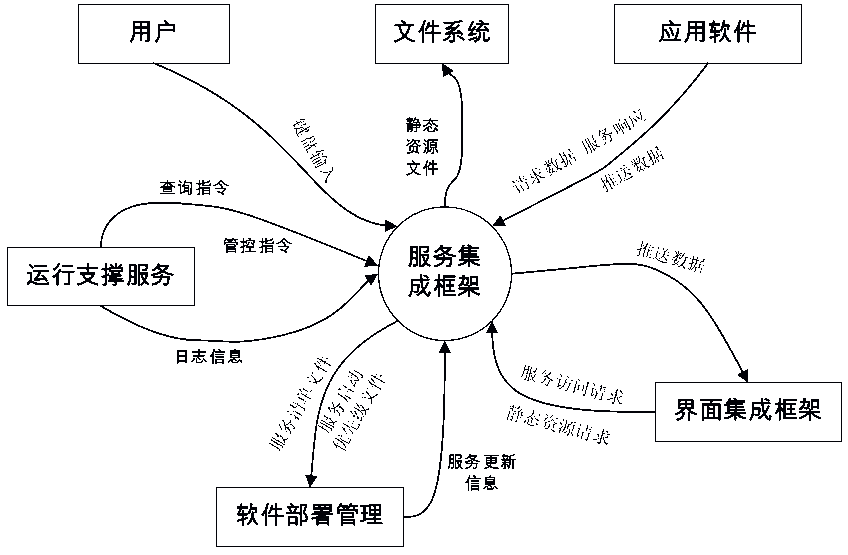 用户
文件系统
应用软件
键盘输入
静态
资源
文件
请求数据 服务响应
推送数据
查询指令
管控指令
运行支撑服务
服务集
成框架
推送数据
日志信息
服务清单文件
服务启动
优先级文件
服务访问请求
静态资源请求
界面集成框架
服务更新
信息
软件部署管理